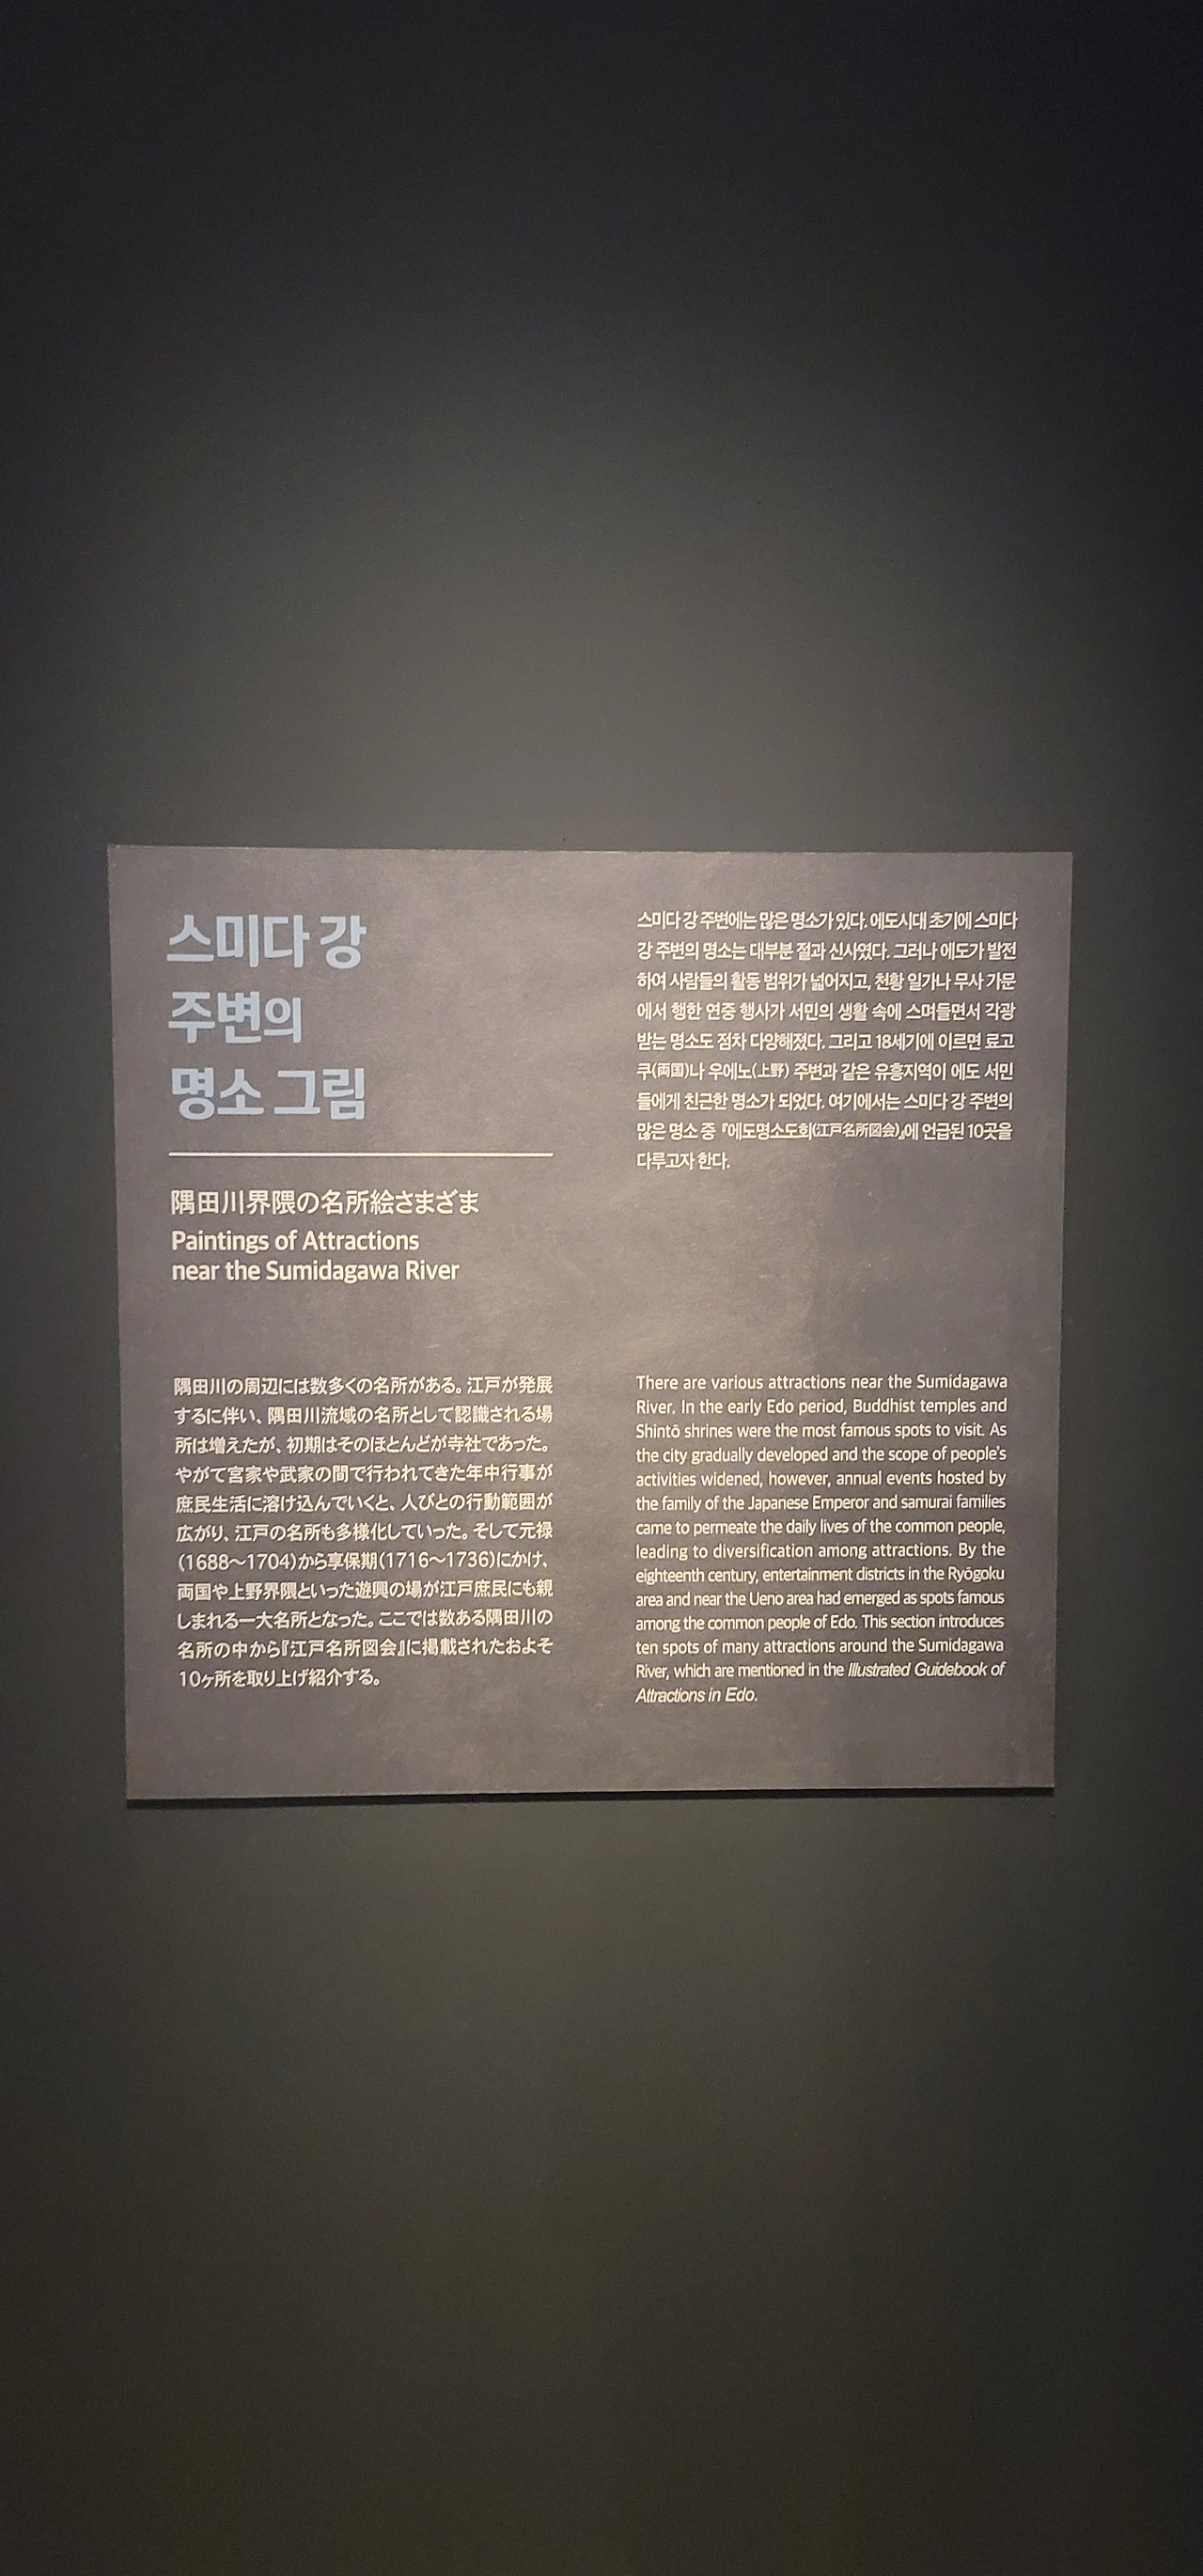 스미다 강
주변의
명소 그림
隅田川界隈の名所絵さまざま
Paintings of Attractions
near the Sumidagawa River
스미다 강 주변에는 많은 명소가 있다. 에도시대 초기에 스미다
강 주변의 명소는 대부분 절과 신사였다. 그러나 에도가 발전
하여 사람들의 활동 범위가 넓어지고, 천황 일가나 무사 가문
에서 행한 연중 행사가 서민의 생활 속에 스며들면서 각광
받는 명소도 점차 다양해졌다. 그리고 18세기에 이르면 료고
쿠(両国)나 우에노(上野) 주변과 같은 유흥지역이 에도 서민
들에게 친근한 명소가 되었다. 여기에서는 스미다 강 주변의
많은 명소 중 『에도명소도회(江戸名所図会)』에 언급된 10곳을
다루고자 한다.
隅田川の周辺には数多くの名所がある。江戸が発展
するに伴い、隅田川流域の名所として認識される場
所は増えたが、初期はそのほとんどが寺社であった。
やがて宮家や武家の間で行われてきた年中行事が
庶民生活に溶け込んでいくと、人びとの行動範囲が
広がり、江戸の名所も多様化していった。そして元禄
(1688〜1704)から享保期(1716〜1736)にかけ、
両国や上野界隈といった遊興の場が江戸庶民にも親
しまれる一大名所となった。ここでは数ある隅田川の
名所の中から『江戸名所図会』に掲載されたおよそ
10ヶ所を取り上げ紹介する。
There are various attractions near the Sumidagawa
River. In the early Edo period, Buddhist temples and
Shintō shrines were the most famous spots to visit. As
the city gradually developed and the scope of people's
activities widened, however, annual events hosted by
the family of the Japanese Emperor and samurai families
came to permeate the daily lives of the common people,
leading to diversification among attractions. By the
eighteenth century, entertainment districts in the Ryōgoku
area and near the Ueno area had emerged as spots famous
among the common people of Edo. This section introduces
ten spots of many attractions around the Sumidagawa
River, which are mentioned in the Illustrated Guidebook of
Attractions in Edo.